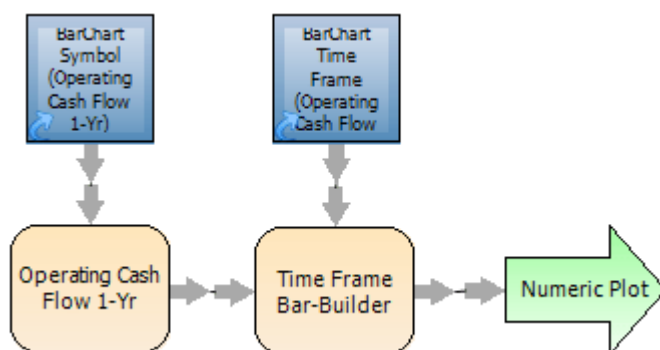 BarChart
Symbol
(Operating
Cash Flow
1-Yr)
BarChart
Time
Frame
(Operating
Cash Flow
Operating Cash
Flow 1-Yr
Time Frame
Bar-Builder
Numeric Plot